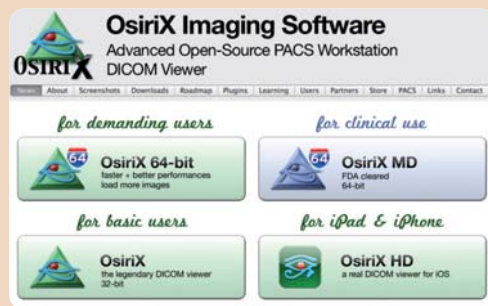 OsiriX Imaging Software
Advanced Open-Source PACS Workstation
DICOM Viewer
OSIRIX
News About Screenshots Downloads Roadmap Plugins Learning Users Partners Store PACS Links Contact
for demanding users
for clinical use
64
OsiriX 64-bit
faster + better performances
load more images
64
OsiriX MD
FDA cleared
64-bit
for basic users
for iPad & iPhone
OsiriX
the legendary DICOM viewer
32-bit
OsiriX HD
a real DICOM viewer for iOS